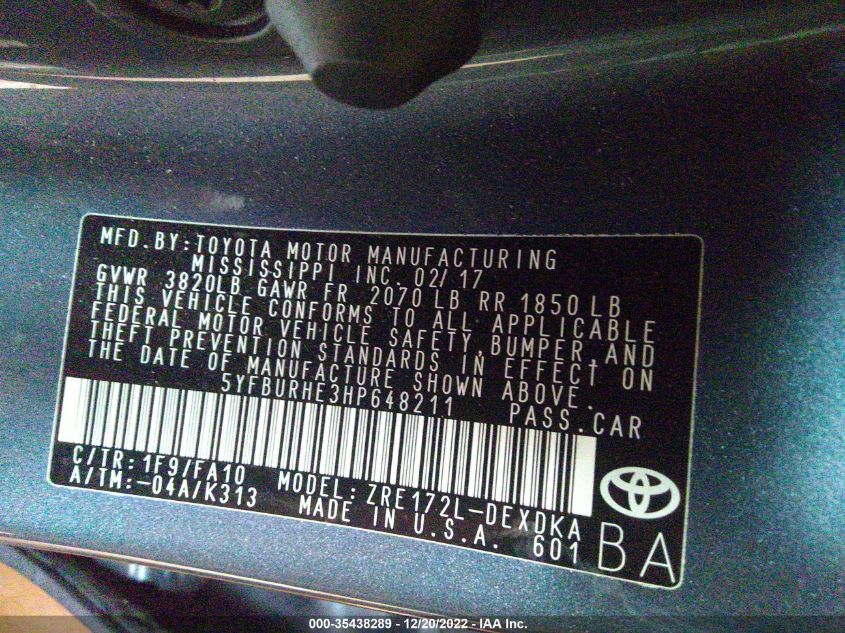 MFD.BY:TOYOTA MOTOR MANUFACTURING
MISSISSIPPI INC. 02/17
GVWR 3820LB GAWR FR 2070LB RR 1850LB
THIS VEHICLE CONFORMS TO ALL APPLICABLE
FEDERAL MOTOR VEHICLE SAFETY,BUMPER,AND
THEFT PREVENTION STANDARDS IN EFFECT ON
THE DATE OF MANUFACTURE SHOWN ABOVE.
5YFBURHE3HP648211 PASS.CAR
C/TR:1F9/FA10 MODEL:ZRE172L-DEXDKA
A/TM:-04A/K313 MADE IN U.S.A. 601
BA
000-35438289 - 12/20/2022 - IAA Inc.